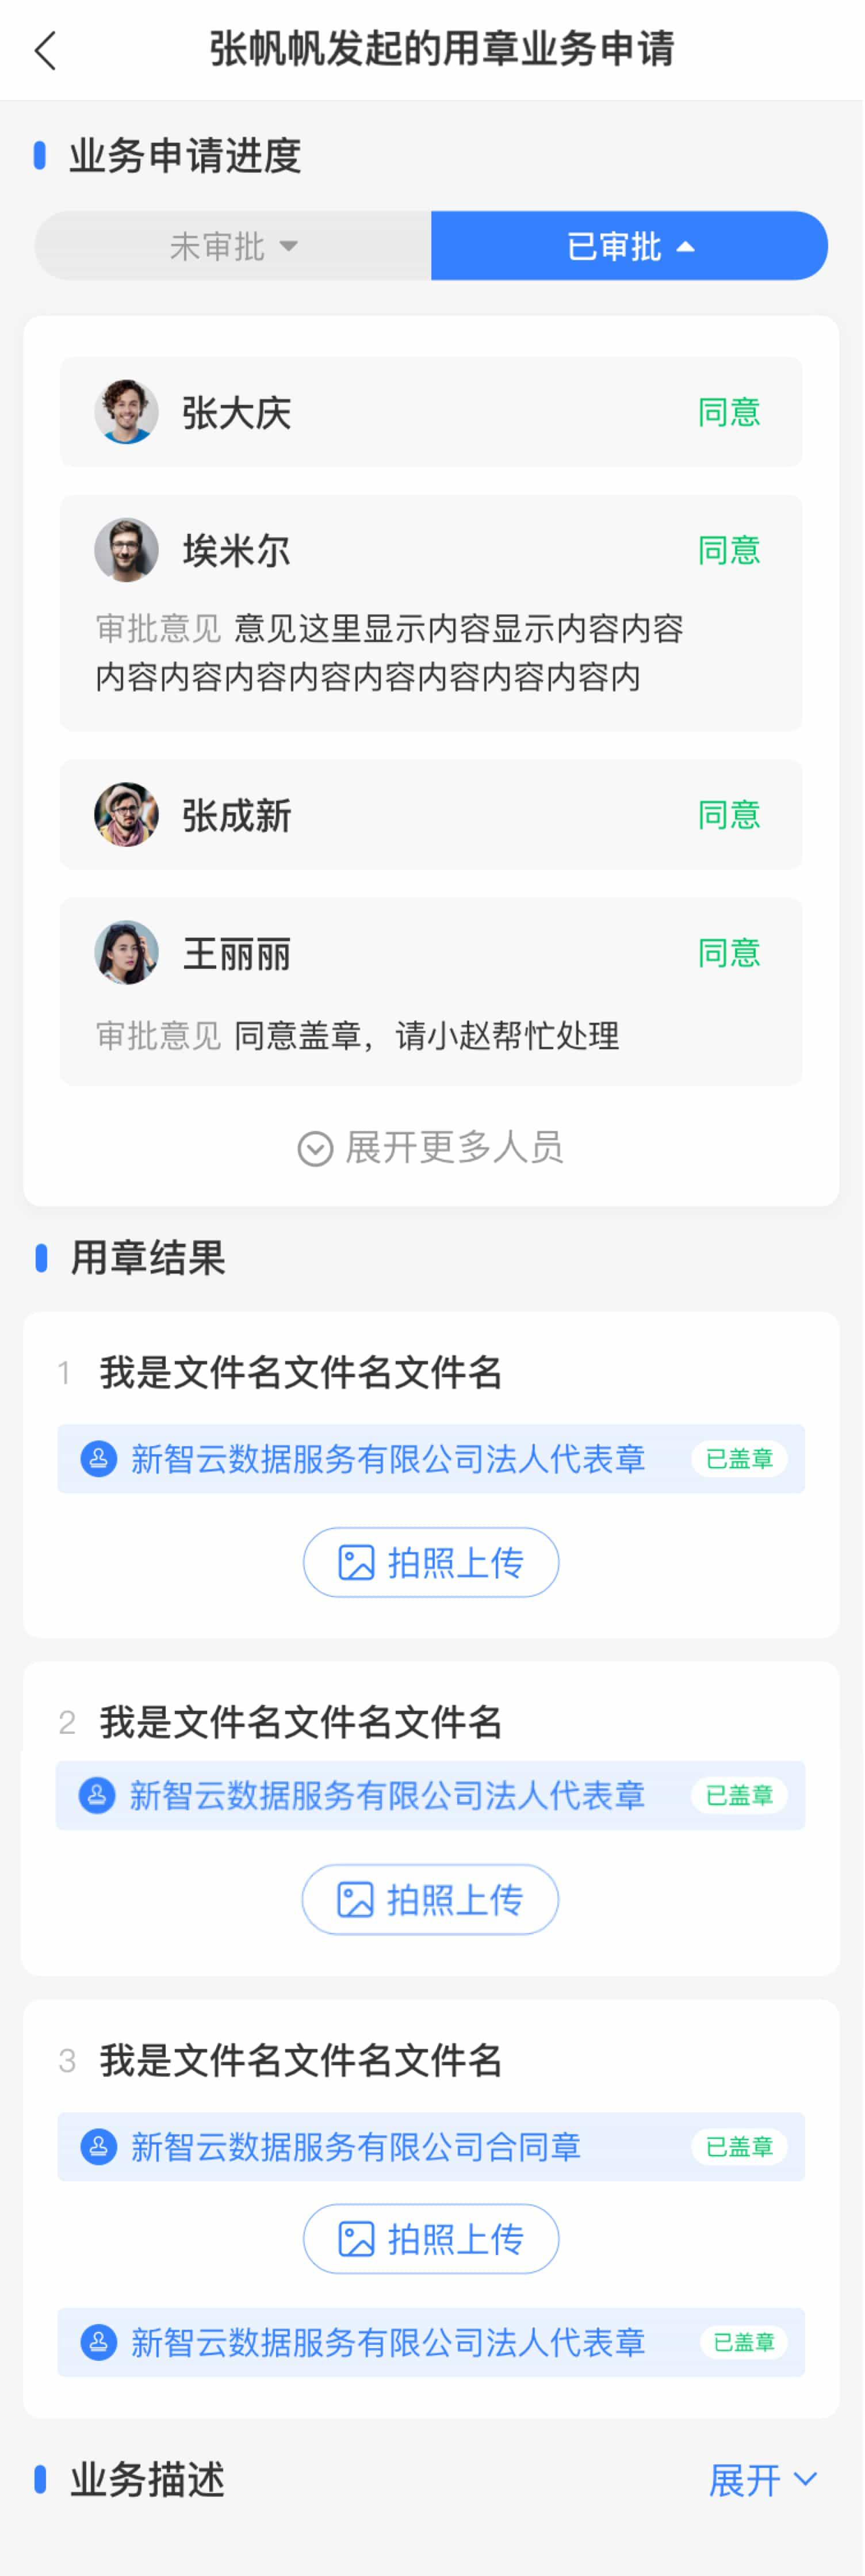 张帆帆发起的用章业务申请
业务申请进度
未审批
已审批
张大庆
同意
埃米尔
同意
审批意见 意见这里显示内容显示内容内容
内容内容内容内容内容内容内容内容内
张成新
同意
王丽丽
同意
审批意见 同意盖章，请小赵帮忙处理
展开更多人员
用章结果
1 我是文件名文件名文件名
新智云数据服务有限公司法人代表章 已盖章
拍照上传
2 我是文件名文件名文件名
新智云数据服务有限公司法人代表章 已盖章
拍照上传
3 我是文件名文件名文件名
新智云数据服务有限公司合同章 已盖章
拍照上传
新智云数据服务有限公司法人代表章 已盖章
业务描述
展开